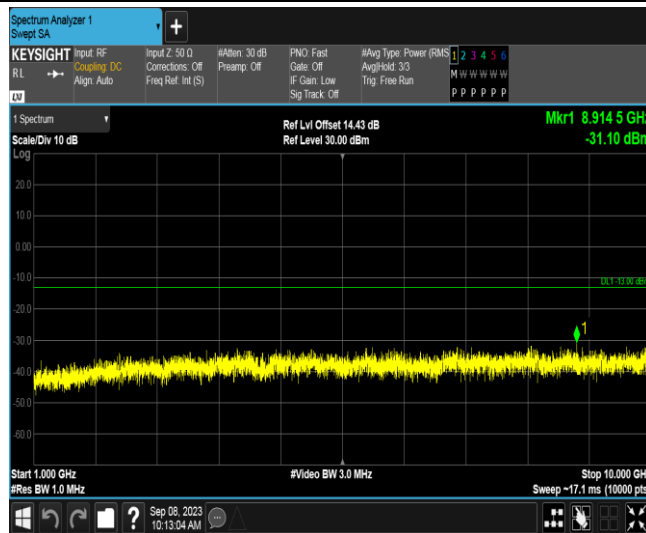 Spectrum Analyzer 1
Swept SA
KEYSIGHT
RL
LXI
Input: RF
Coupling: DC
Align: Auto
Input Z: 50 Ω
Corrections: Off
Freq Ref: Int (S)
#Atten: 30 dB
Preamp: Off
PNO: Fast
Gate: Off
IF Gain: Low
Sig Track: Off
#Avg Type: Power (RMS
Avg|Hold: 3/3
Trig: Free Run
1 2 3 4 5 6
M W W W W W
P P P P P P
1 Spectrum
Scale/Div 10 dB
Ref Lvl Offset 14.43 dB
Ref Level 30.00 dBm
Mkr1 8.914 5 GHz
-31.10 dBm
Log
20.0
10.0
0.00
-10.0
DL1 -13.00 dBm
-20.0
-30.0
1
-40.0
-50.0
-60.0
Start 1.000 GHz
#Video BW 3.0 MHz
Stop 10.000 GH
#Res BW 1.0 MHz
Sweep ~17.1 ms (10000 pts
Sep 08, 2023
10:13:04 AM